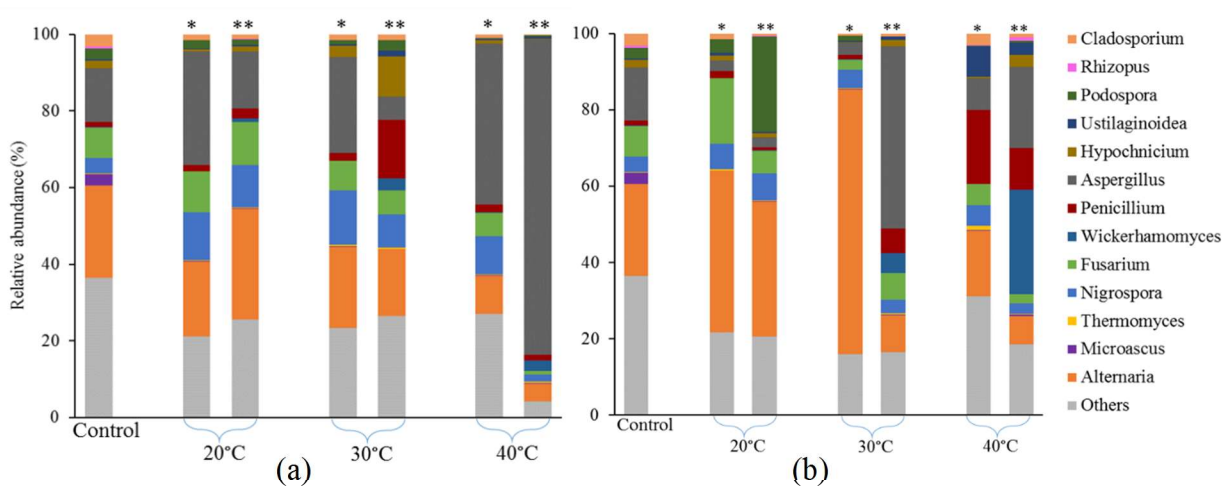 Relative abundance (%)
100
80
60
40
20
0
* ** * ** * **
Control
20°C 30°C 40°C
(a)
100
80
60
40
20
0
* ** * ** * **
Control
20°C 30°C 40°C
(b)
Cladosporium
Rhizopus
Podospora
Ustilaginoidea
Hypochnicium
Aspergillus
Penicillium
Wickerhamomyces
Fusarium
Nigrospora
Thermomyces
Microascus
Alternaria
Others